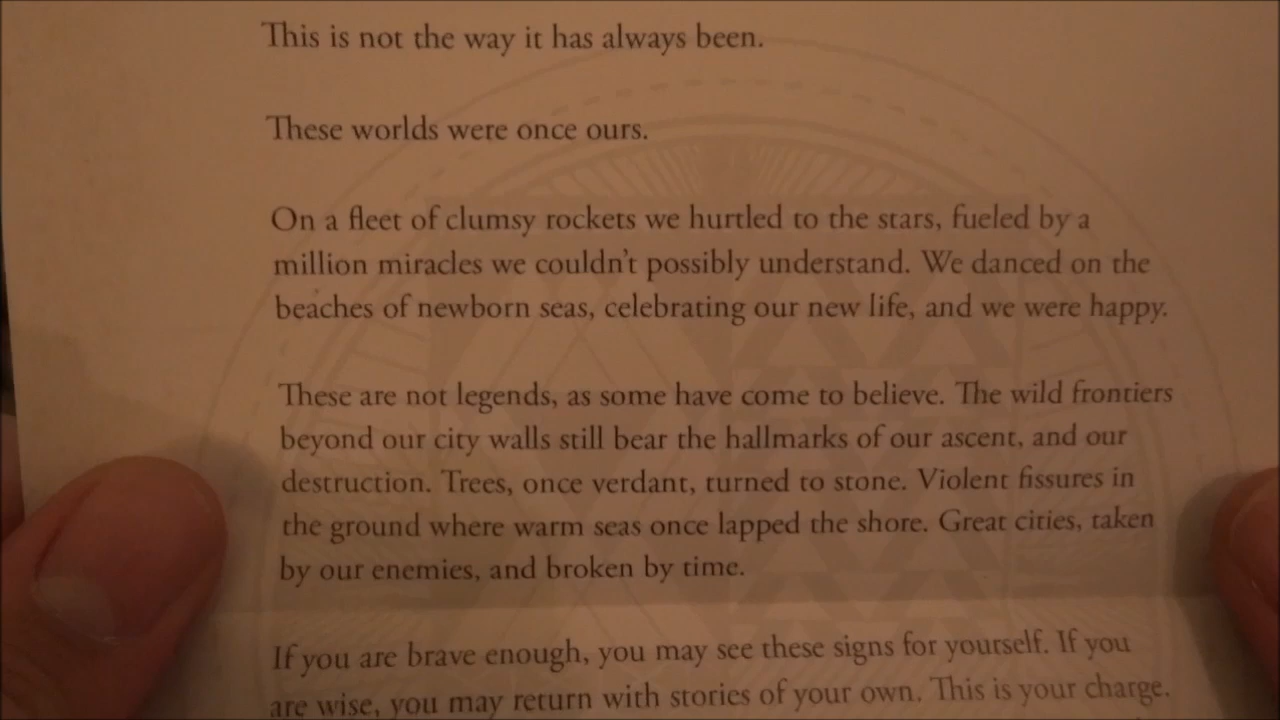 This is not the way it has always been.
These worlds were once ours.
On a fleet of clumsy rockets we hurtled to the stars, fueled by a
million miracles we couldn't possibly understand. We danced on the
beaches of newborn seas, celebrating our new life, and we were happy.
These are not legends, as some have come to believe. The wild frontiers
beyond our city walls still bear the hallmarks of our ascent, and our
destruction. Trees, once verdant, turned to stone. Violent fissures in
the ground where warm seas once lapped the shore. Great cities, taken
by our enemies, and broken by time.
If you are brave enough, you may see these signs for yourself. If you
are wise, you may return with stories of your own. This is your charge.